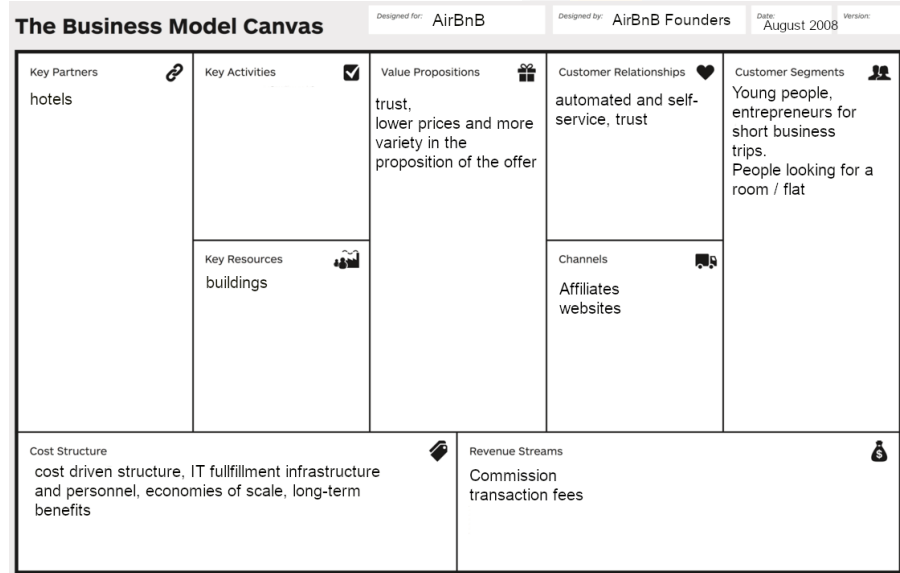 The Business Model Canvas
Designed for: AirBnB
Designed by: AirBnB Founders
Date: August 2008
Version:
Key Partners
hotels
Key Activities
Key Resources
buildings
Value Propositions
trust,
lower prices and more
variety in the
proposition of the offer
Customer Relationships
automated and self-
service, trust
Channels
Affiliates
websites
Customer Segments
Young people,
entrepreneurs for
short business
trips.
People looking for a
room / flat
Cost Structure
cost driven structure, IT fullfillment infrastructure
and personnel, economies of scale, long-term
benefits
Revenue Streams
Commission
transaction fees